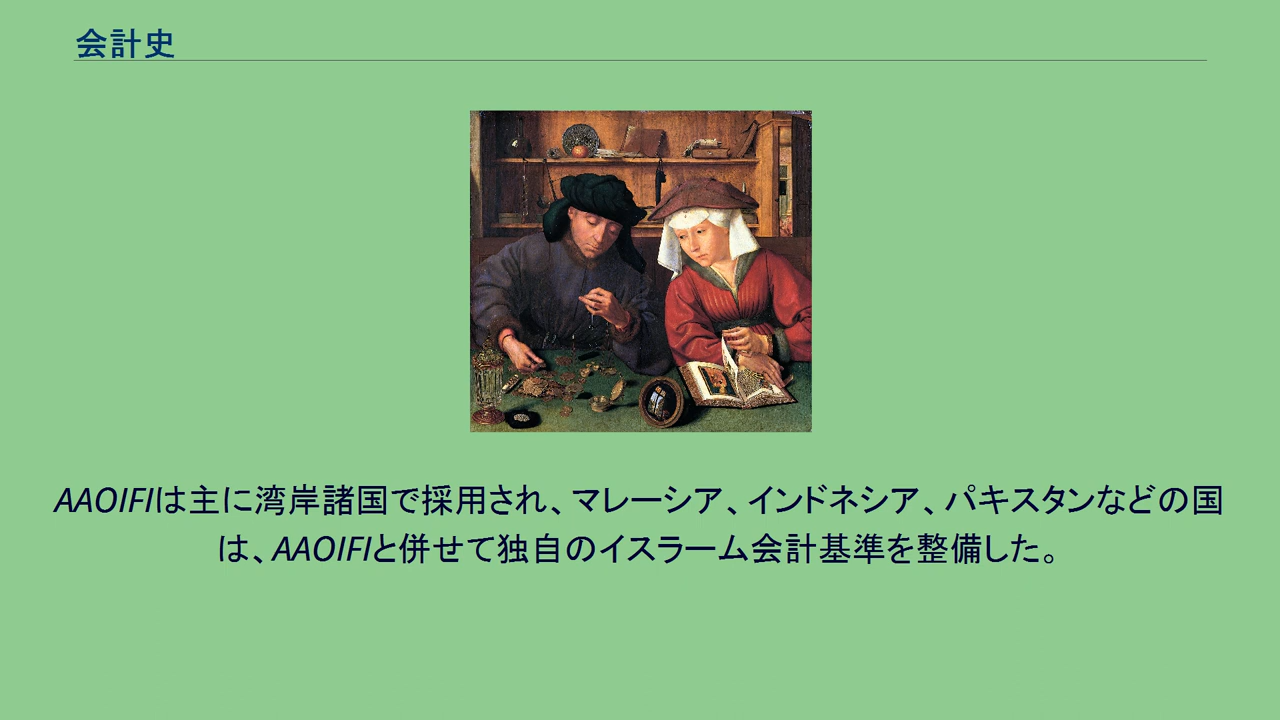 会計史
AAOIFIは主に湾岸諸国で採用され、マレーシア、インドネシア、パキスタンなどの国
は、AAOIFIと併せて独自のイスラーム会計基準を整備した。